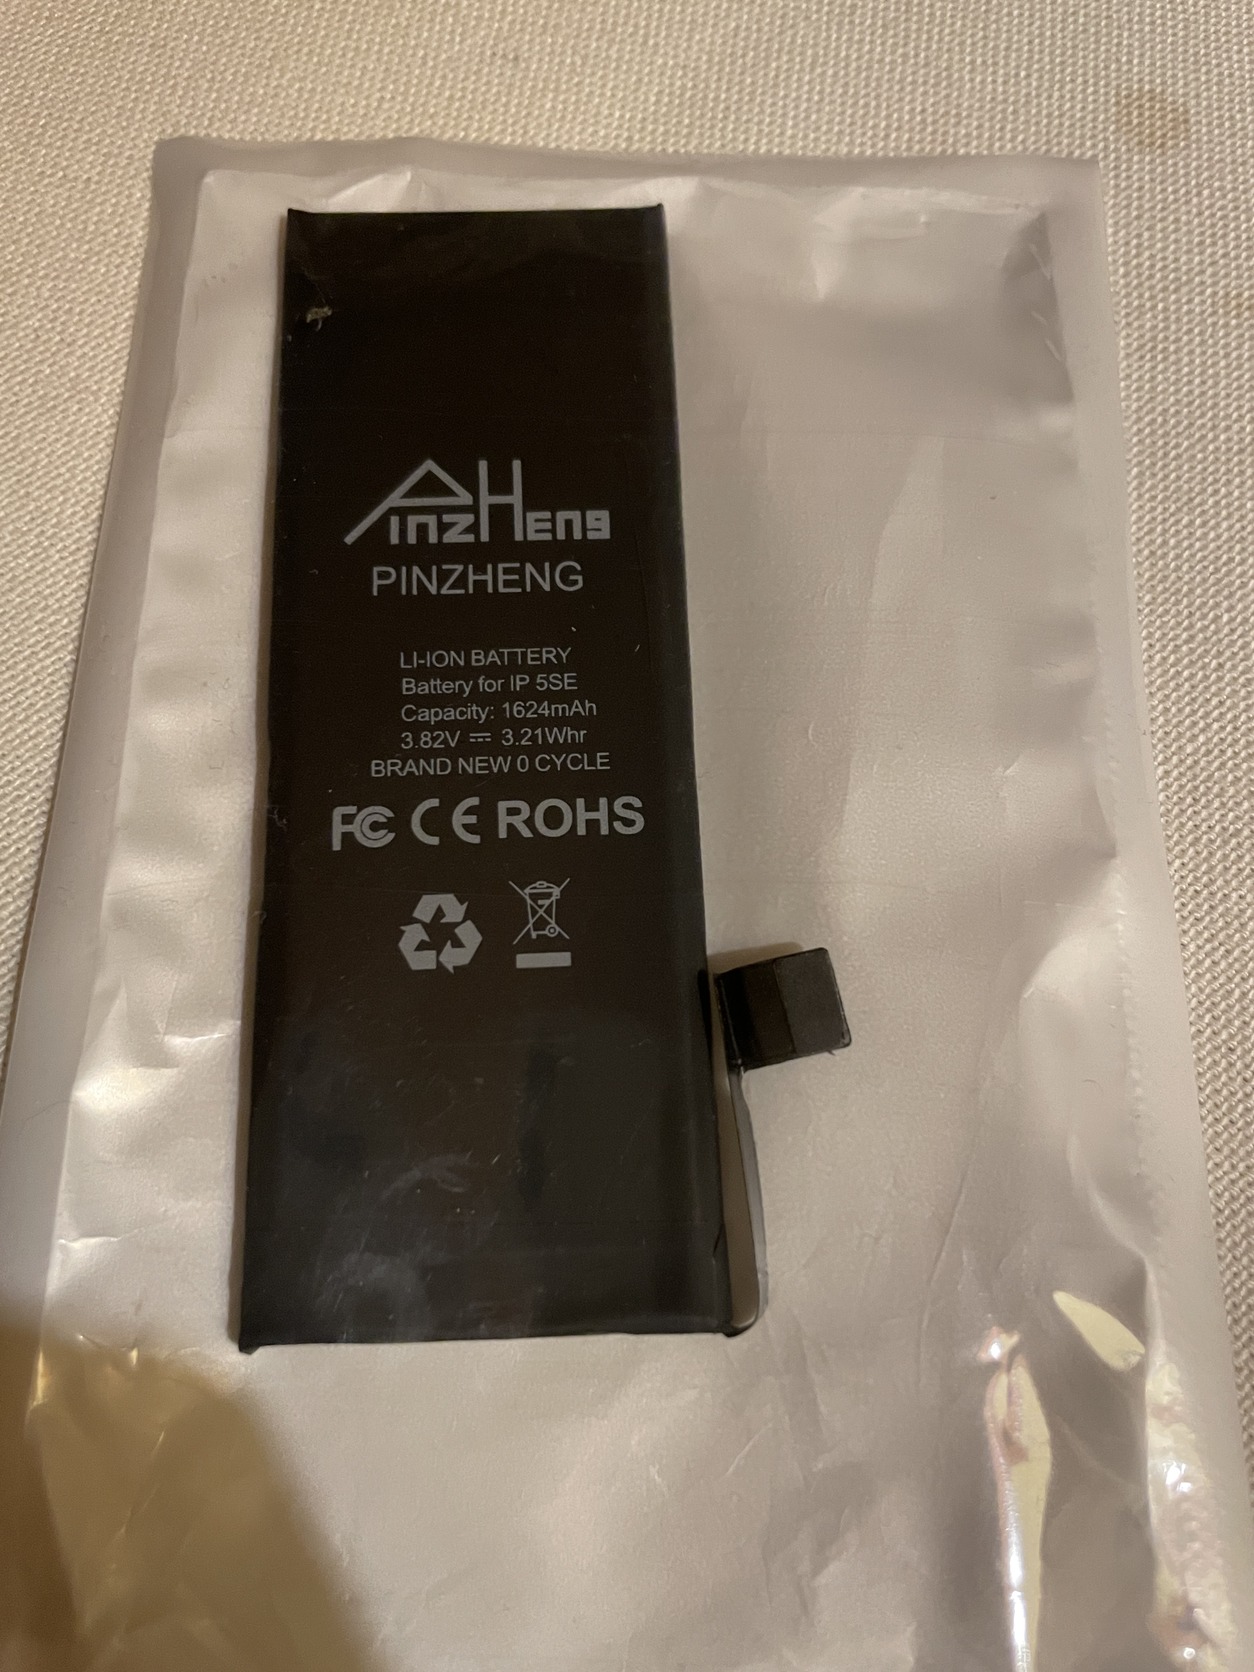 PINZHENG
PINZHENG
LI-ION BATTERY
Battery for IP 5SE
Capacity: 1624mAh
3.82V ⎓ 3.21Whr
BRAND NEW 0 CYCLE
FC CE ROHS